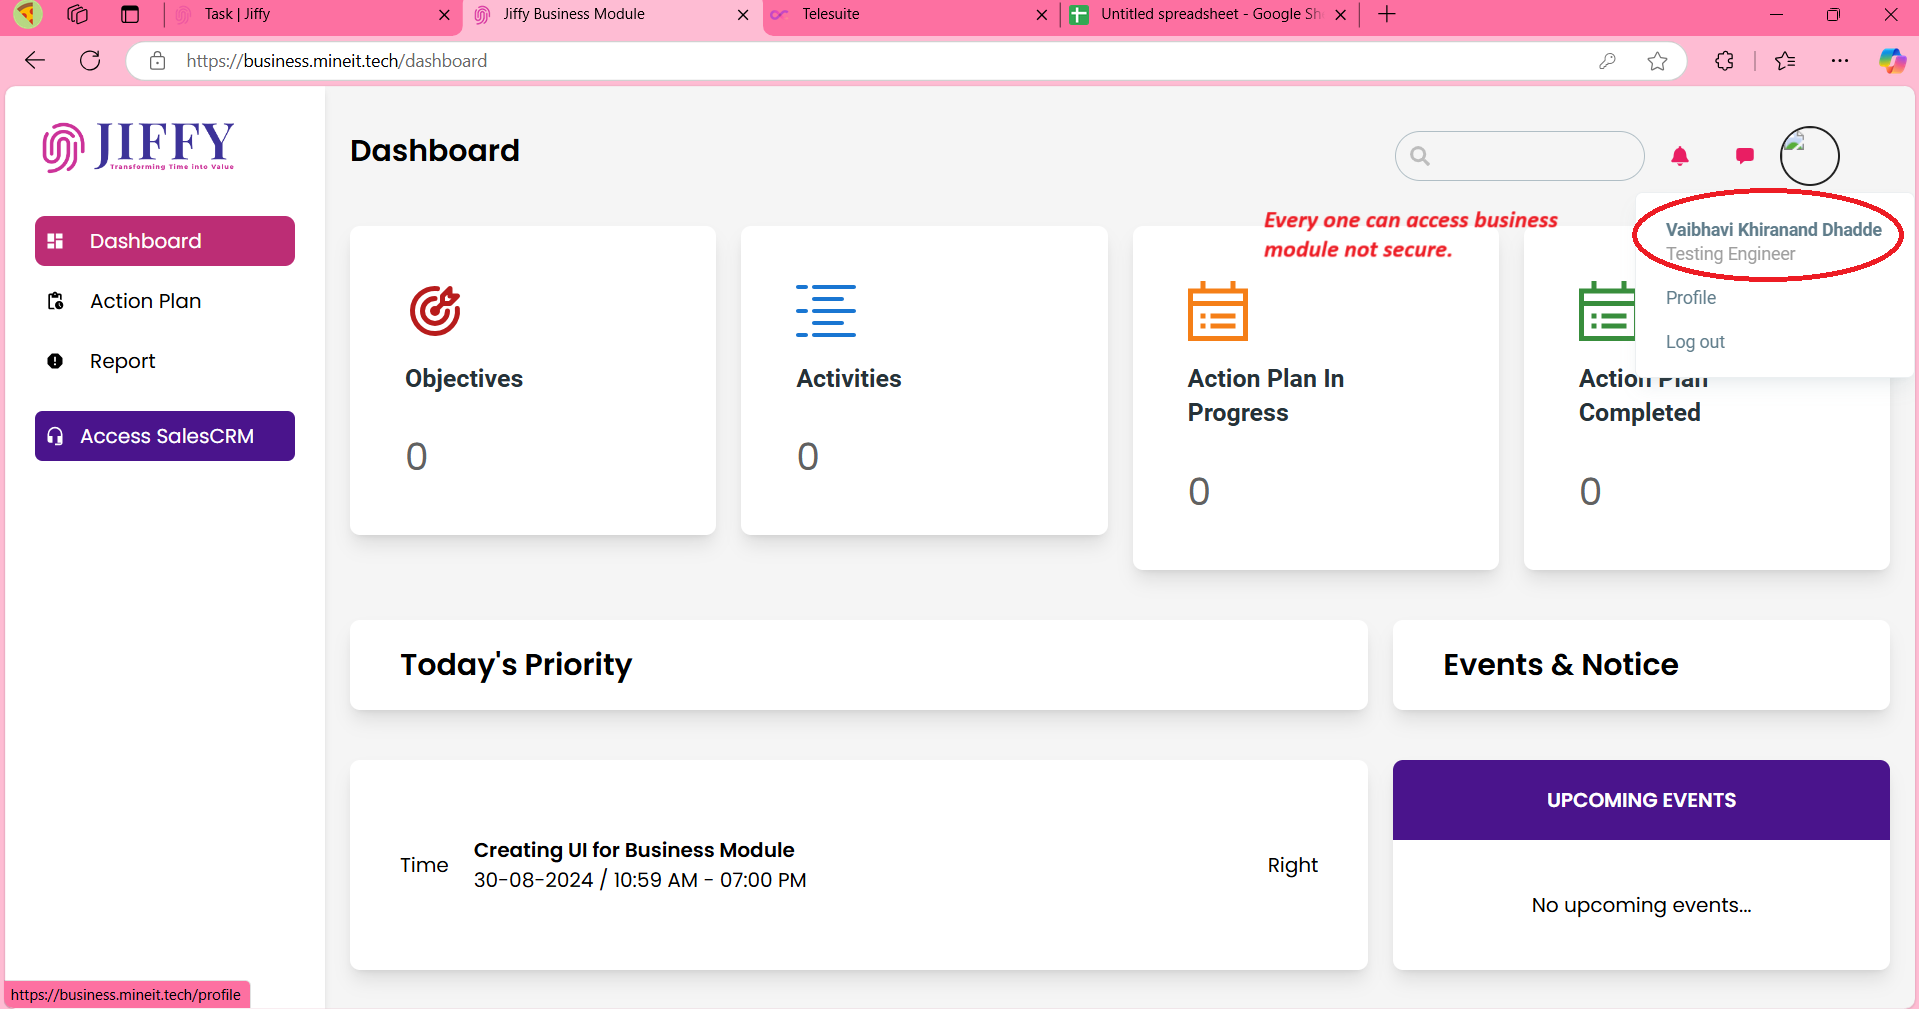 Task | Jiffy
Jiffy Business Module
Telesuite
Untitled spreadsheet - Google Sh
https://business.mineit.tech/dashboard
JIFFY
Transforming Time into Value
Dashboard
Dashboard
Action Plan
Report
Access SalesCRM
Every one can access business
module not secure.
Vaibhavi Khiranand Dhadde
Testing Engineer
Profile
Log out
Objectives
0
Activities
0
Action Plan In
Progress
0
Action Plan
Completed
0
Today's Priority
Events & Notice
Time
Creating UI for Business Module
30-08-2024 / 10:59 AM - 07:00 PM
Right
UPCOMING EVENTS
No upcoming events...
https://business.mineit.tech/profile